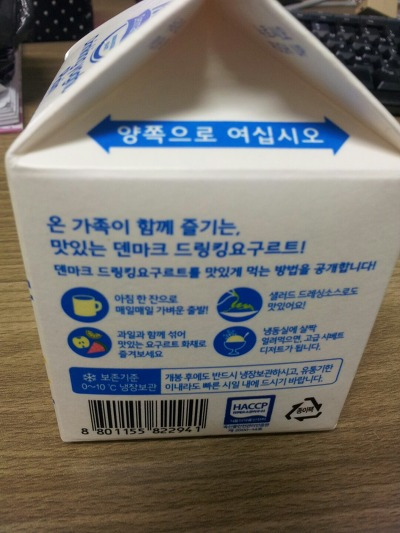 양쪽으로 여십시오
온 가족이 함께 즐기는,
맛있는 덴마크 드링킹요구르트!
덴마크 드링킹요구르트를 맛있게 먹는 방법을 공개합니다!
아침 한 잔으로
매일매일 가벼운 출발!
샐러드 드레싱소스로도
맛있어요!
과일과 함께 섞어
맛있는 요구르트 화채로
즐겨보세요
냉동실에 살짝
얼려먹으면, 고급 샤베트
디저트가 됩니다.
보존기준
0~10℃ 냉장보관
개봉 후에도 반드시 냉장보관하시고, 유통기한
이내라도 빠른 시일 내에 드시기 바랍니다.
8 801155 822941
HACCP
종이팩